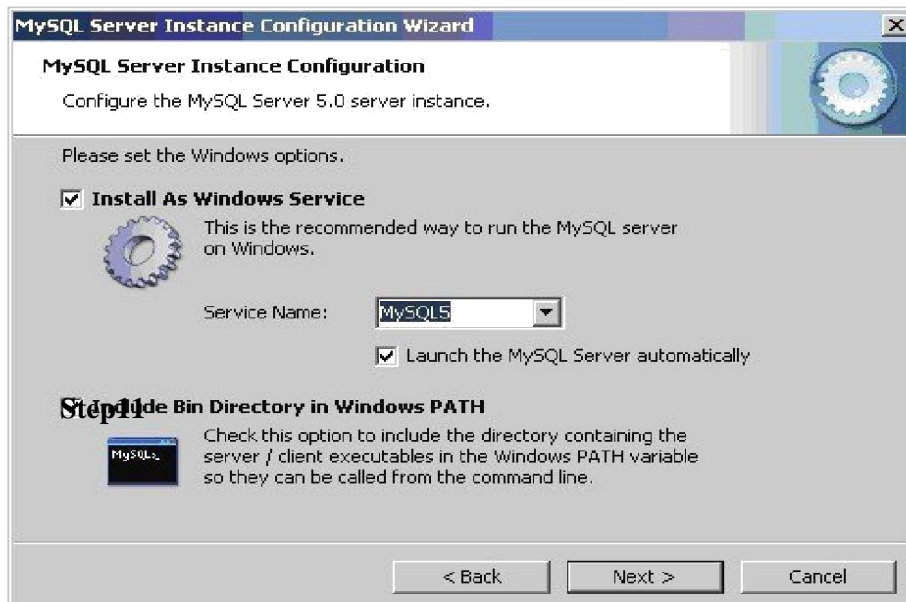 MySQL Server Instance Configuration Wizard
MySQL Server Instance Configuration
Configure the MySQL Server 5.0 server instance.
Please set the Windows options.
Install As Windows Service
This is the recommended way to run the MySQL server
on Windows.
Service Name:
MySQL5
Launch the MySQL Server automatically
Step11
Include Bin Directory in Windows PATH
MySQL>_
Check this option to include the directory containing the
server / client executables in the Windows PATH variable
so they can be called from the command line.
< Back
Next >
Cancel